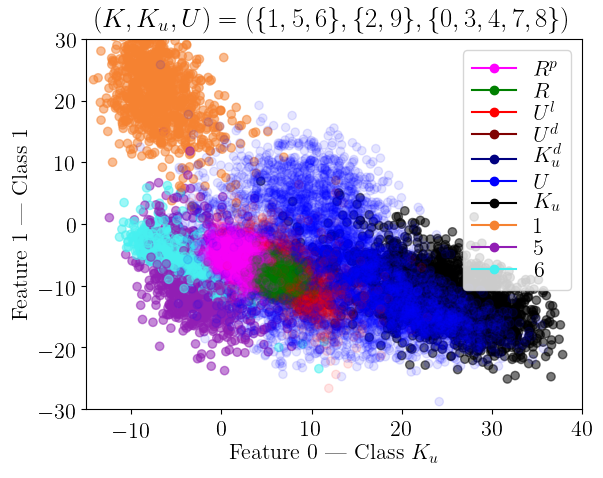 (K, K_u, U) = ({1, 5, 6}, {2, 9}, {0, 3, 4, 7, 8})
30
20
10
0
−10
−20
−30
Feature 1 — Class 1
R^p
R
U^l
U^d
K_u^d
U
K_u
1
5
6
−10
0
10
20
30
40
Feature 0 — Class K_u